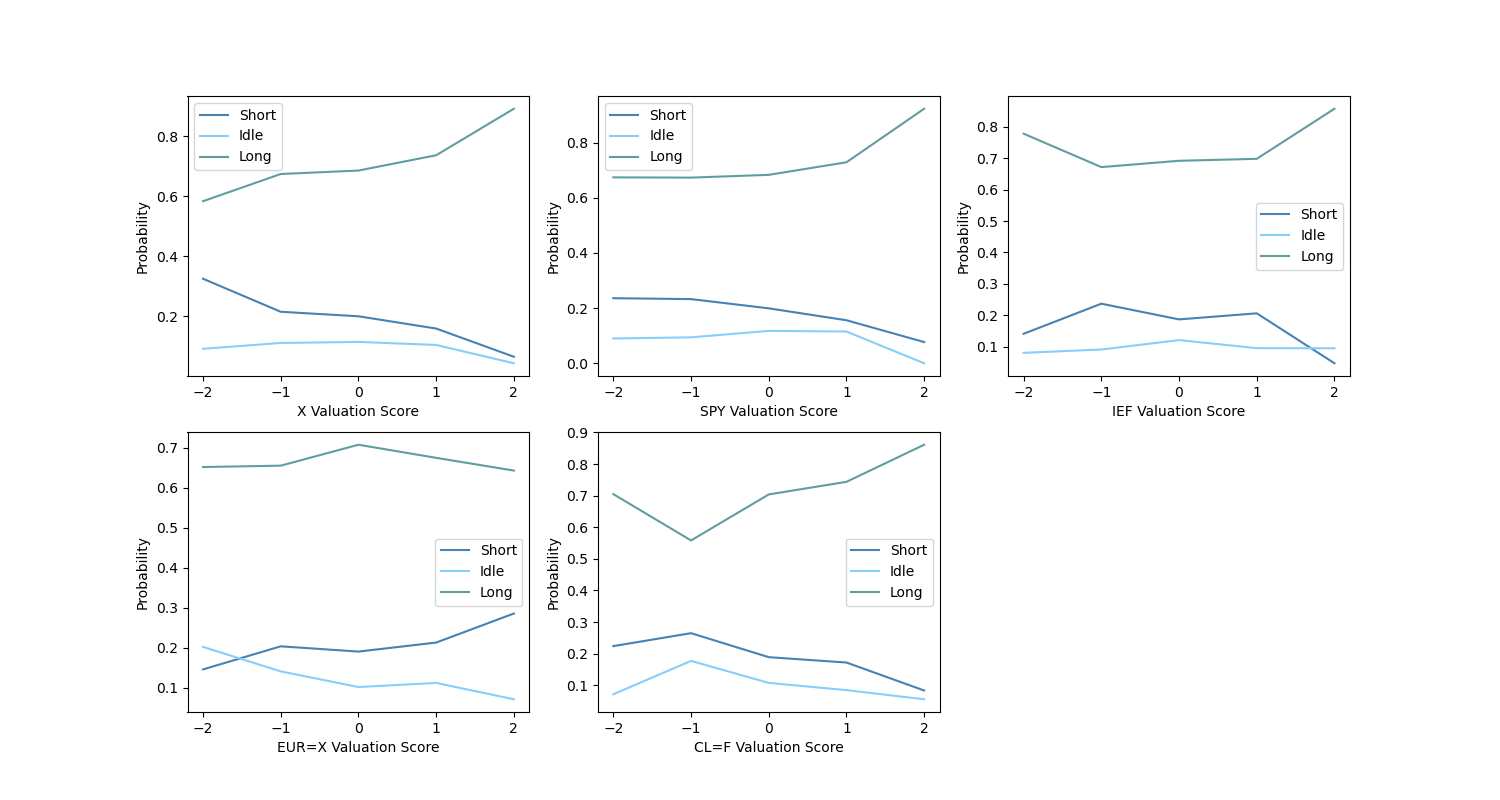 Short
Idle
Long
0.8
0.6
0.4
0.2
Probability
−2 −1 0 1 2
X Valuation Score
Short
Idle
Long
0.8
0.6
0.4
0.2
0.0
Probability
−2 −1 0 1 2
SPY Valuation Score
Short
Idle
Long
0.8
0.7
0.6
0.5
0.4
0.3
0.2
0.1
Probability
−2 −1 0 1 2
IEF Valuation Score
Short
Idle
Long
0.7
0.6
0.5
0.4
0.3
0.2
0.1
Probability
−2 −1 0 1 2
EUR=X Valuation Score
Short
Idle
Long
0.9
0.8
0.7
0.6
0.5
0.4
0.3
0.2
0.1
Probability
−2 −1 0 1 2
CL=F Valuation Score